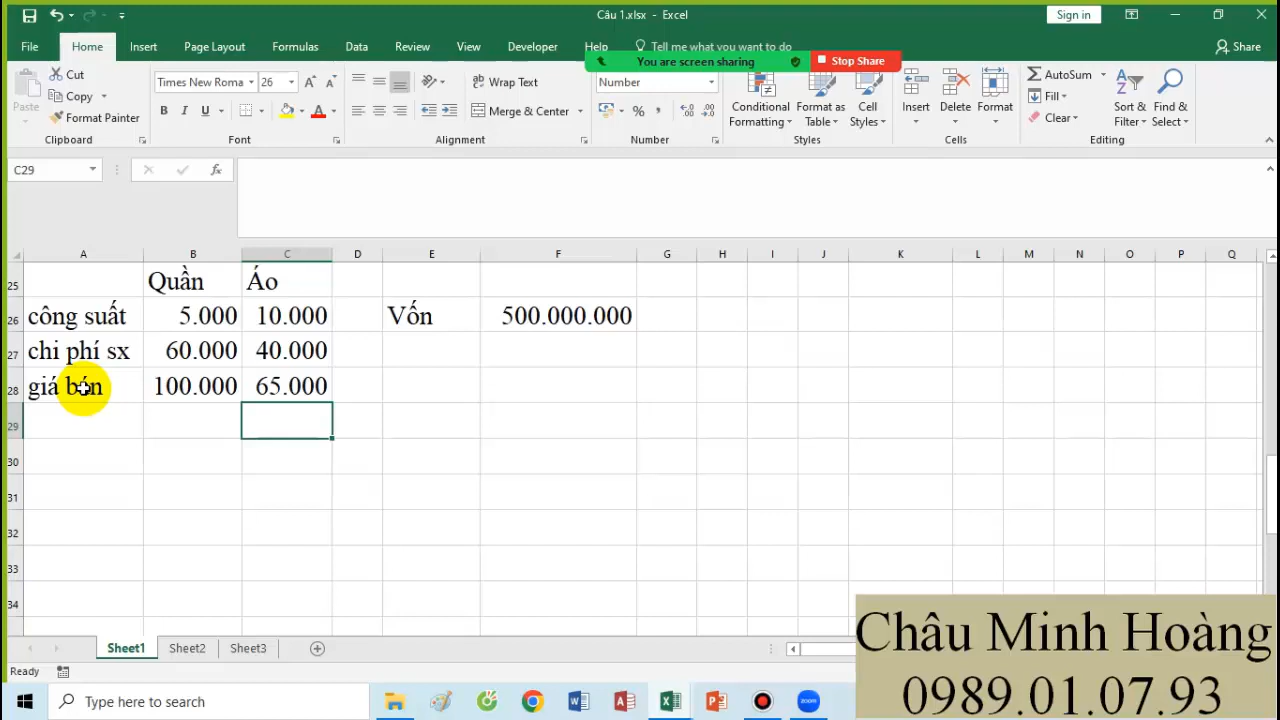 Câu 1.xlsx - Excel
Sign in
File Home Insert Page Layout Formulas Data Review View Developer Help Tell me what you want to do Share
You are screen sharing Stop Share
Paste
Cut
Copy
Format Painter
Clipboard
Times New Roma 26
B I U
Font
Wrap Text
Merge & Center
Alignment
Number
%
Number
Conditional Formatting
Format as Table
Cell Styles
Styles
Insert Delete Format
Cells
AutoSum
Fill
Clear
Sort & Filter
Find & Select
Editing
C29
fx
A B C D E F G H I J K L M N O P Q
25 Quần Áo
26 công suất 5.000 10.000 Vốn 500.000.000
27 chi phí sx 60.000 40.000
28 giá bán 100.000 65.000
29
30
31
32
33
34
Sheet1 Sheet2 Sheet3
Ready
Type here to search
zoom
Châu Minh Hoàng
0989.01.07.93